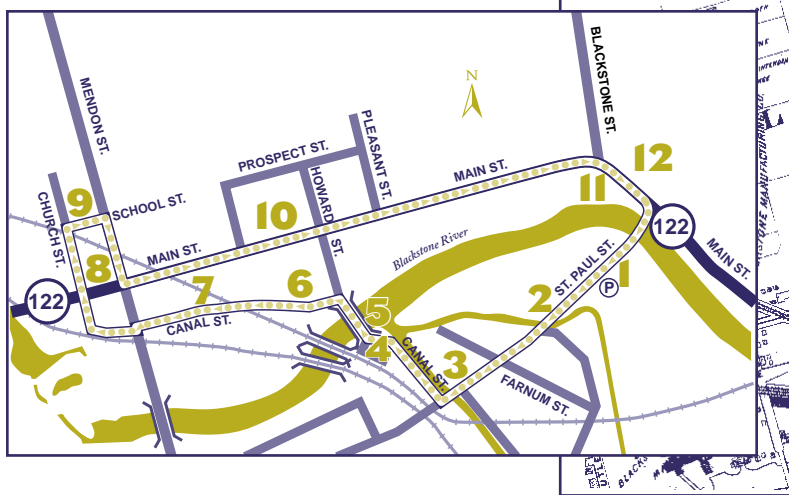 MENDON ST.
BLACKSTONE ST.
N
PLEASANT ST.
PROSPECT ST.
MAIN ST.
12
11
HOWARD ST.
CHURCH ST.
9
SCHOOL ST.
10
122
MAIN ST.
Blackstone River
MAIN ST.
8
ST. PAUL ST.
1
P
122
7
6
5
2
CANAL ST.
4
CANAL ST.
3
FARNUM ST.